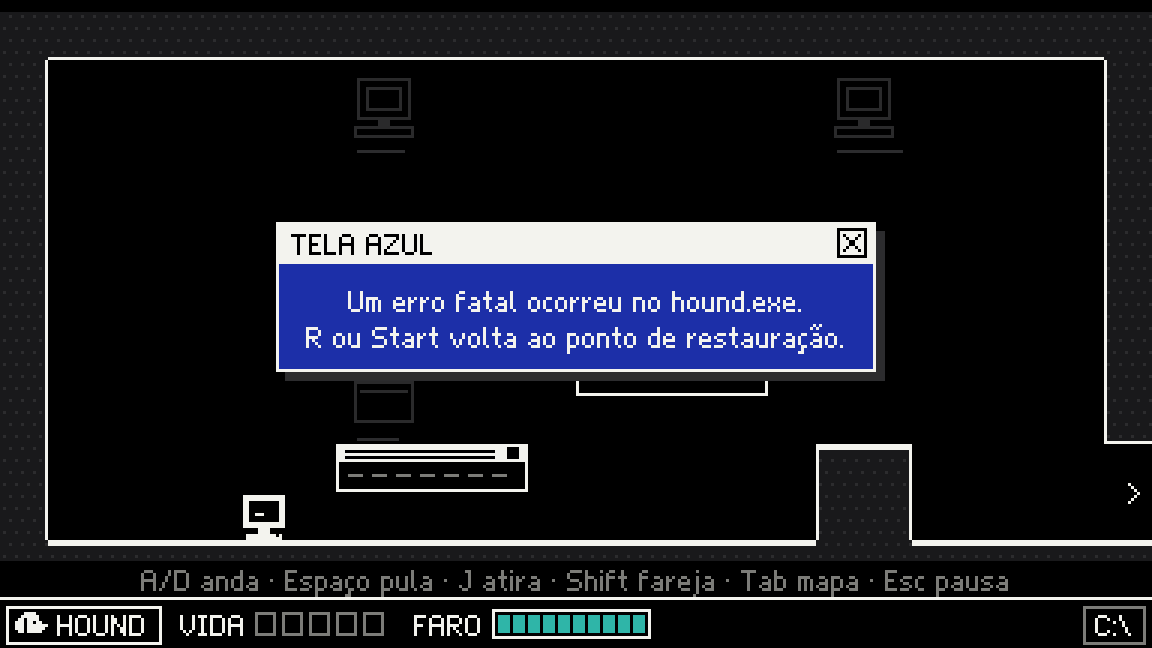 TELA AZUL
Um erro fatal ocorreu no hound.exe.
R ou Start volta ao ponto de restauração.
A/D anda · Espaço pula · J atira · Shift fareja · Tab mapa · Esc pausa
HOUND VIDA FARO C:\